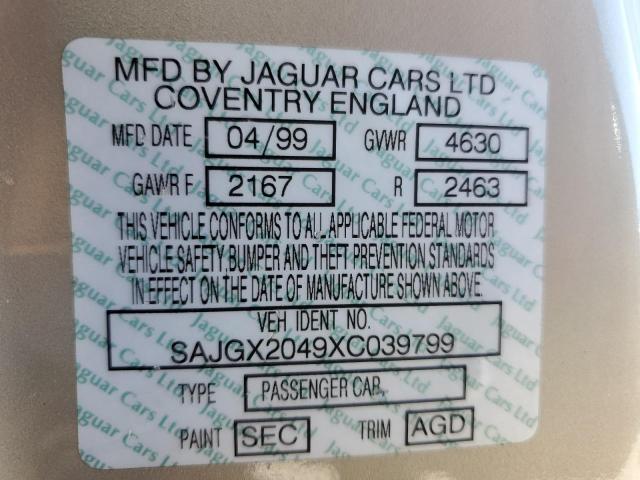 MFD BY JAGUAR CARS LTD
COVENTRY ENGLAND
MFD DATE 04/99 GVWR 4630
GAWR F 2167 R 2463
THIS VEHICLE CONFORMS TO ALL APPLICABLE FEDERAL MOTOR
VEHICLE SAFETY, BUMPER AND THEFT PREVENTION STANDARDS
IN EFFECT ON THE DATE OF MANUFACTURE SHOWN ABOVE.
VEH IDENT NO.
SAJGX2049XC039799
TYPE PASSENGER CAR,
PAINT SEC TRIM AGD